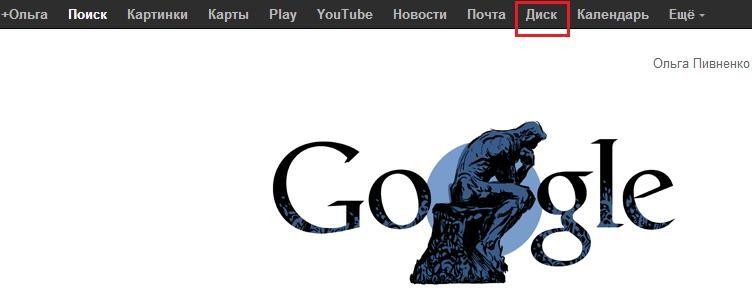 +Ольга Поиск Картинки Карты Play YouTube Новости Почта Диск Календарь Ещё
Ольга Пивненко
Google